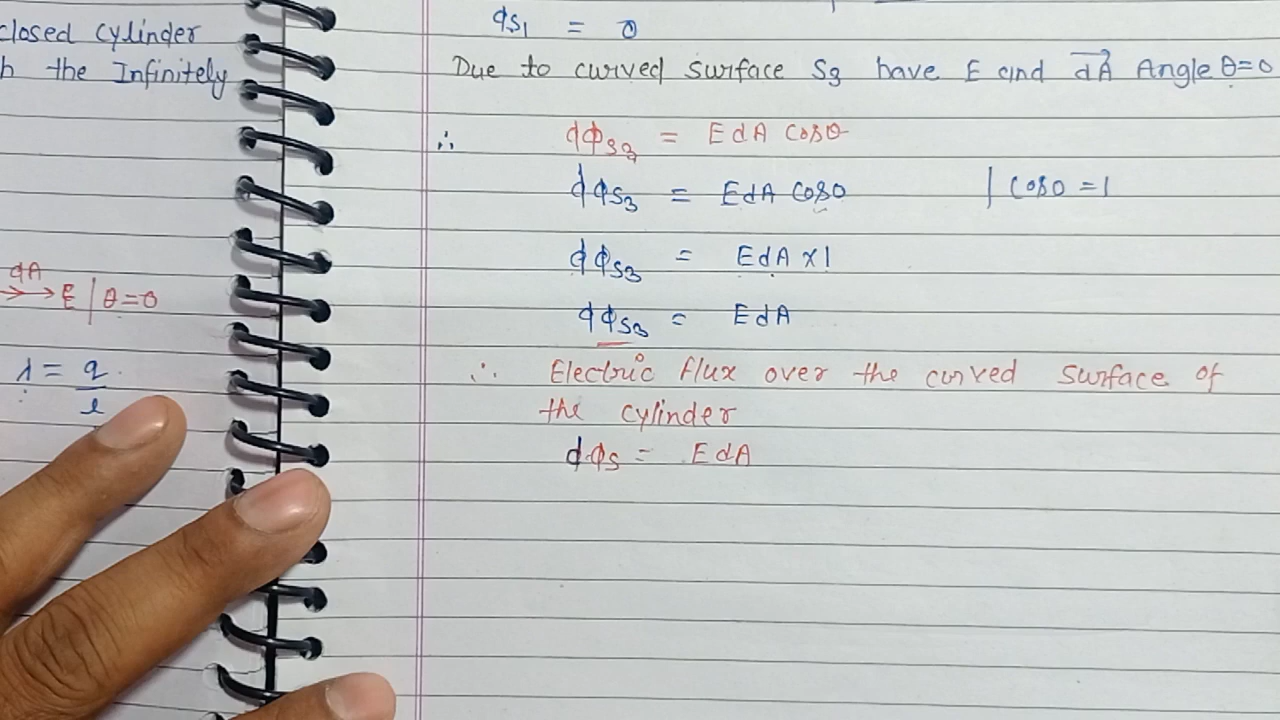 closed cylinder
h the Infinitely
dA
E | θ=0
λ = q
l
φS1 = 0
Due to curved surface S3 have E and dA Angle θ=0
∴ dφS3 = E dA cosθ
dφS3 = EdA cos0 | cos0 = 1
dφS3 = EdA x1
dφS3 = EdA
∴ Electric flux over the curved surface of
the cylinder
dφS = EdA